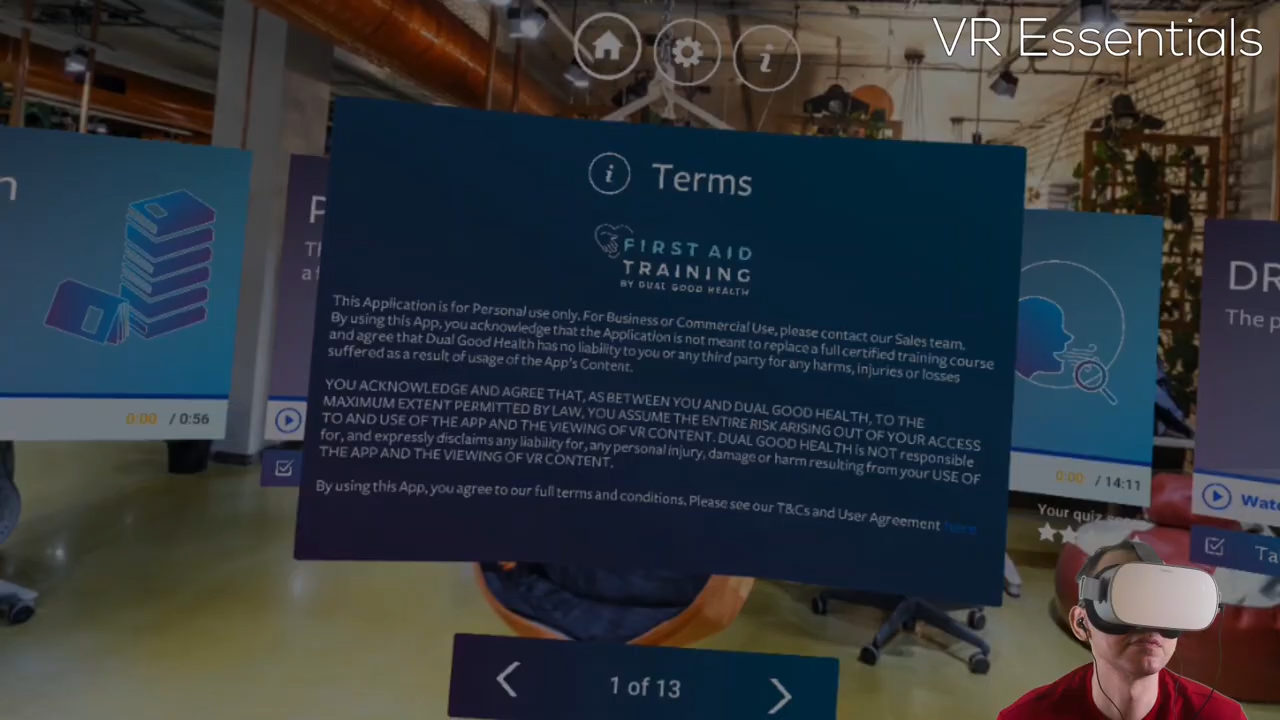 VR Essentials
Terms
FIRST AID
TRAINING
BY DUAL GOOD HEALTH
This Application is for Personal use only. For Business or Commercial Use, please contact our Sales team.
By using this App, you acknowledge that the Application is not meant to replace a full certified training course
and agree that Dual Good Health has no liability to you or any third party for any harms, injuries or losses
suffered as a result of usage of the App's Content.
YOU ACKNOWLEDGE AND AGREE THAT, AS BETWEEN YOU AND DUAL GOOD HEALTH, TO THE
MAXIMUM EXTENT PERMITTED BY LAW, YOU ASSUME THE ENTIRE RISK ARISING OUT OF YOUR ACCESS
TO AND USE OF THE APP AND THE VIEWING OF VR CONTENT. DUAL GOOD HEALTH is NOT responsible
for, and expressly disclaims any liability for, any personal injury, damage or harm resulting from your USE OF
THE APP AND THE VIEWING OF VR CONTENT.
By using this App, you agree to our full terms and conditions. Please see our T&Cs and User Agreement here
0:00 / 0:56
0:00 / 14:11
Your quiz
DR
The p
Ta
1 of 13